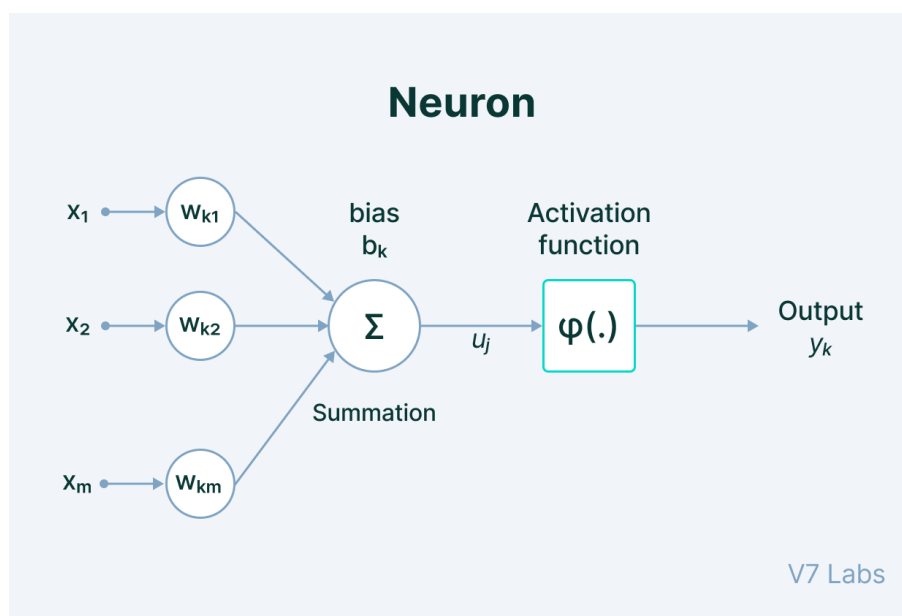 Neuron
x₁
wₖ₁
bias
bₖ
Activation
function
x₂
wₖ₂
Σ
uⱼ
φ(.)
Output
yₖ
Summation
xₘ
wₖₘ
V7 Labs